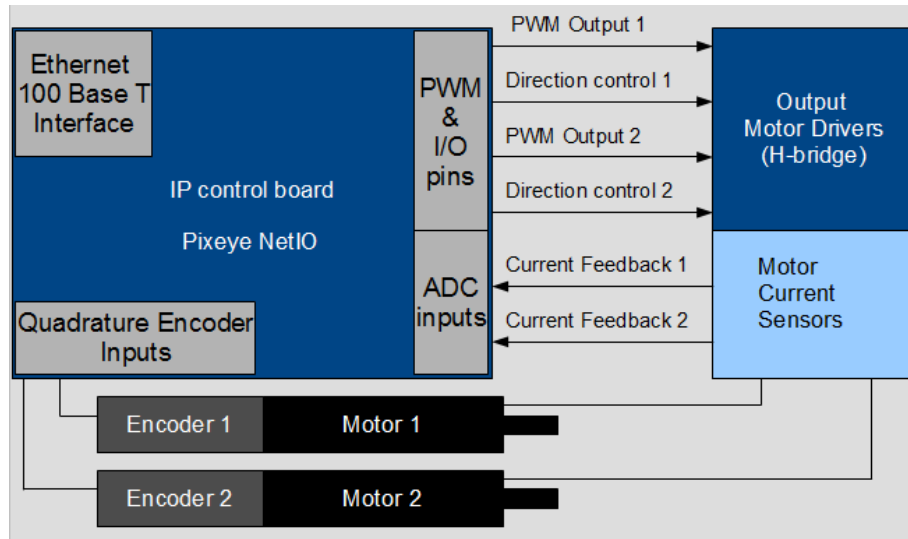 Ethernet
100 Base T
Interface
IP control board
Pixeye NetIO
Quadrature Encoder
Inputs
PWM
&
I/O
pins
ADC
inputs
PWM Output 1
Direction control 1
PWM Output 2
Direction control 2
Current Feedback 1
Current Feedback 2
Output
Motor Drivers
(H-bridge)
Motor
Current
Sensors
Encoder 1
Motor 1
Encoder 2
Motor 2